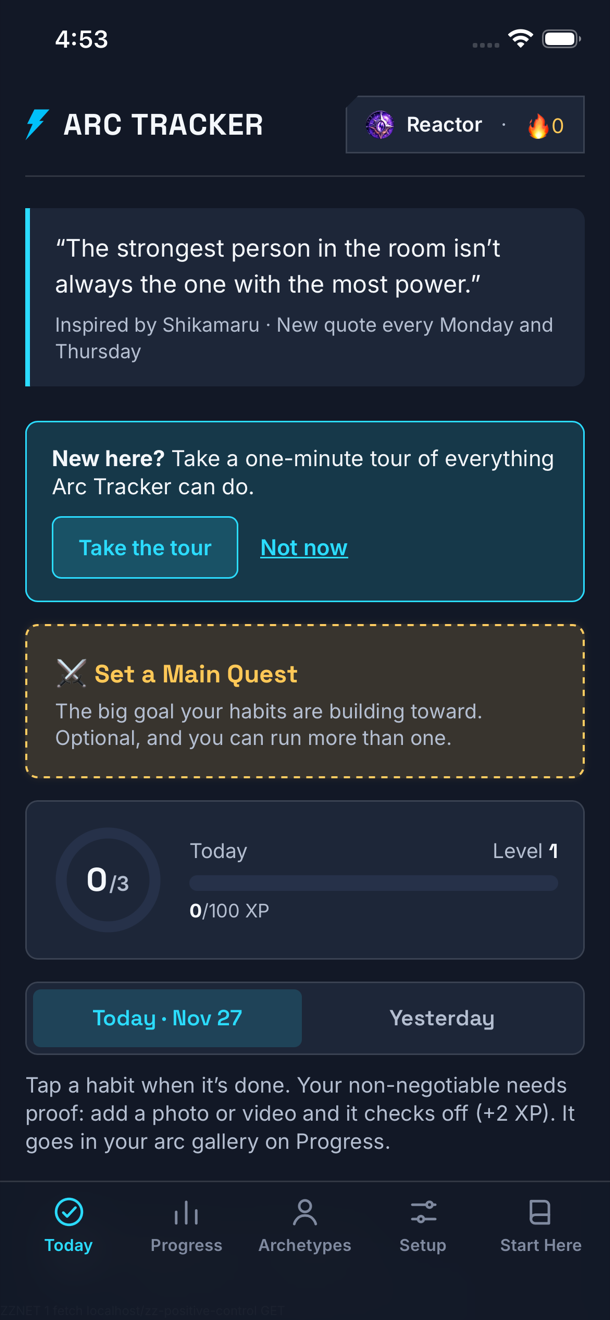 4:53
ARC TRACKER
Reactor · 🔥0
“The strongest person in the room isn’t
always the one with the most power.”
Inspired by Shikamaru · New quote every Monday and
Thursday
New here? Take a one-minute tour of everything
Arc Tracker can do.
Take the tour
Not now
⚔️ Set a Main Quest
The big goal your habits are building toward.
Optional, and you can run more than one.
0/3
Today
Level 1
0/100 XP
Today · Nov 27
Yesterday
Tap a habit when it’s done. Your non-negotiable needs
proof: add a photo or video and it checks off (+2 XP). It
goes in your arc gallery on Progress.
Today
Progress
Archetypes
Setup
Start Here